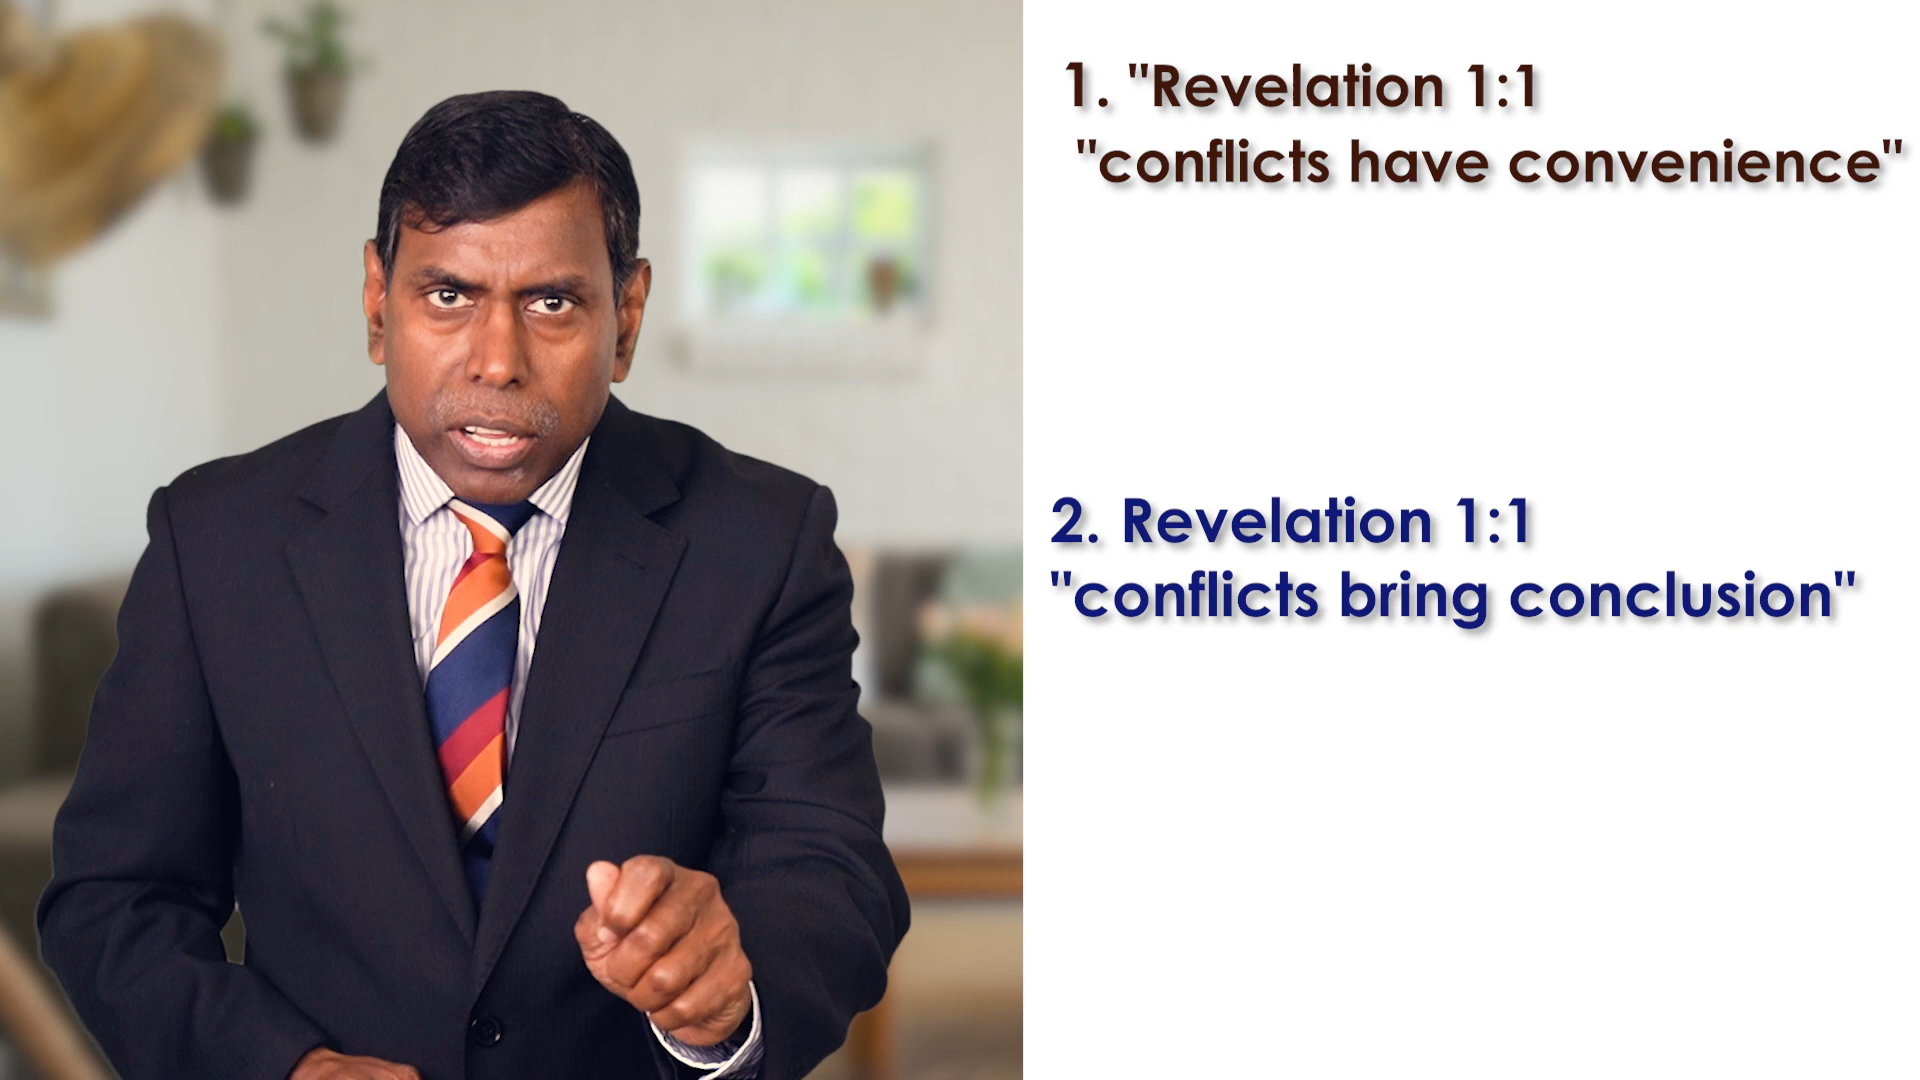 1. "Revelation 1:1
"conflicts have convenience"
2. Revelation 1:1
"conflicts bring conclusion"